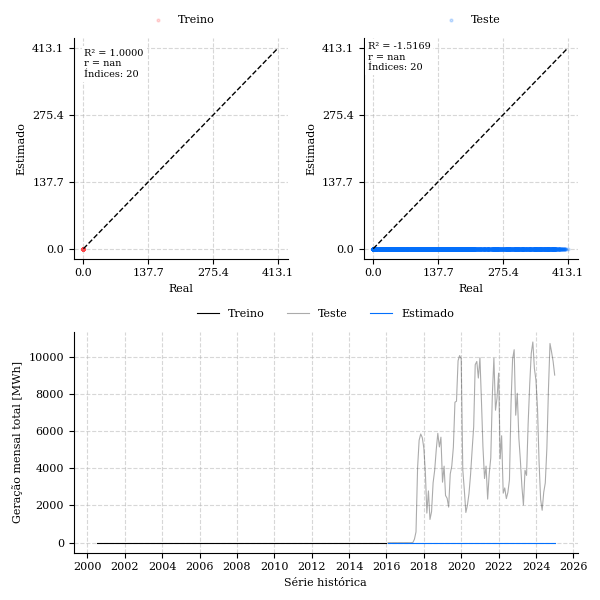 Treino
413.1
275.4
137.7
0.0
R² = 1.0000
r = nan
Índices: 20
0.0 137.7 275.4 413.1
Real
Estimado
Teste
413.1
275.4
137.7
0.0
R² = -1.5169
r = nan
Índices: 20
0.0 137.7 275.4 413.1
Real
Estimado
Treino Teste Estimado
10000
8000
6000
4000
2000
0
Geração mensal total [MWh]
2000 2002 2004 2006 2008 2010 2012 2014 2016 2018 2020 2022 2024 2026
Série histórica